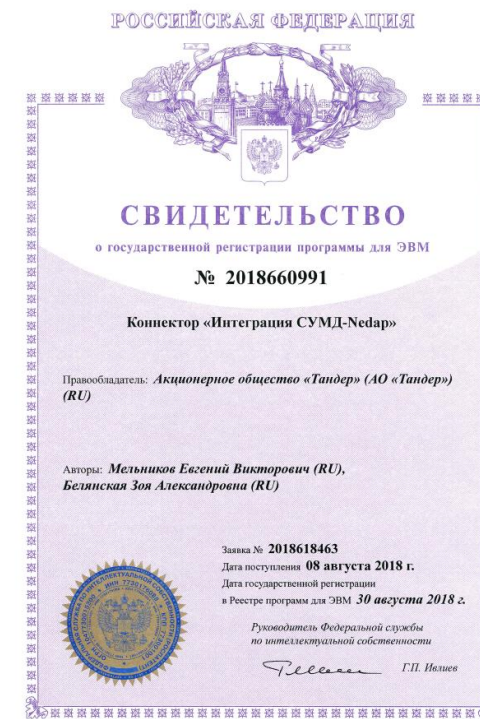 РОССИЙСКАЯ ФЕДЕРАЦИЯ
СВИДЕТЕЛЬСТВО
о государственной регистрации программы для ЭВМ
№ 2018660991
Коннектор «Интеграция СУМД-Nedap»
Правообладатель: Акционерное общество «Тандер» (АО «Тандер»)
(RU)
Авторы: Мельников Евгений Викторович (RU),
Белянская Зоя Александровна (RU)
Заявка № 2018618463
Дата поступления 08 августа 2018 г.
Дата государственной регистрации
в Реестре программ для ЭВМ 30 августа 2018 г.
Руководитель Федеральной службы
по интеллектуальной собственности
Г.П. Ивлиев